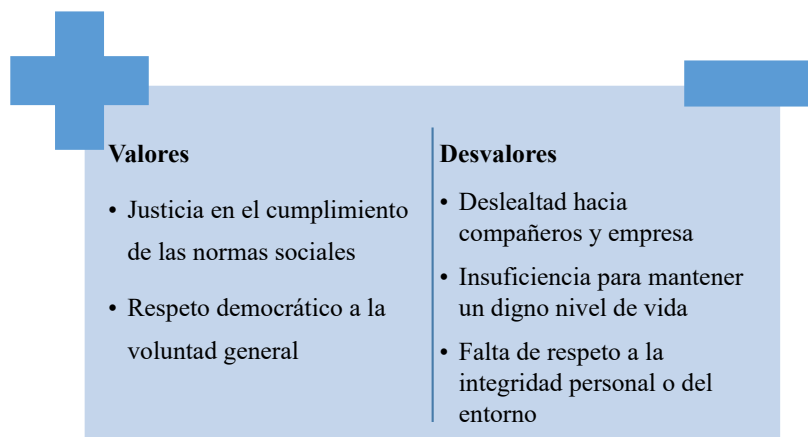 Valores
• Justicia en el cumplimiento
de las normas sociales
• Respeto democrático a la
voluntad general
Desvalores
• Deslealtad hacia
compañeros y empresa
• Insuficiencia para mantener
un digno nivel de vida
• Falta de respeto a la
integridad personal o del
entorno